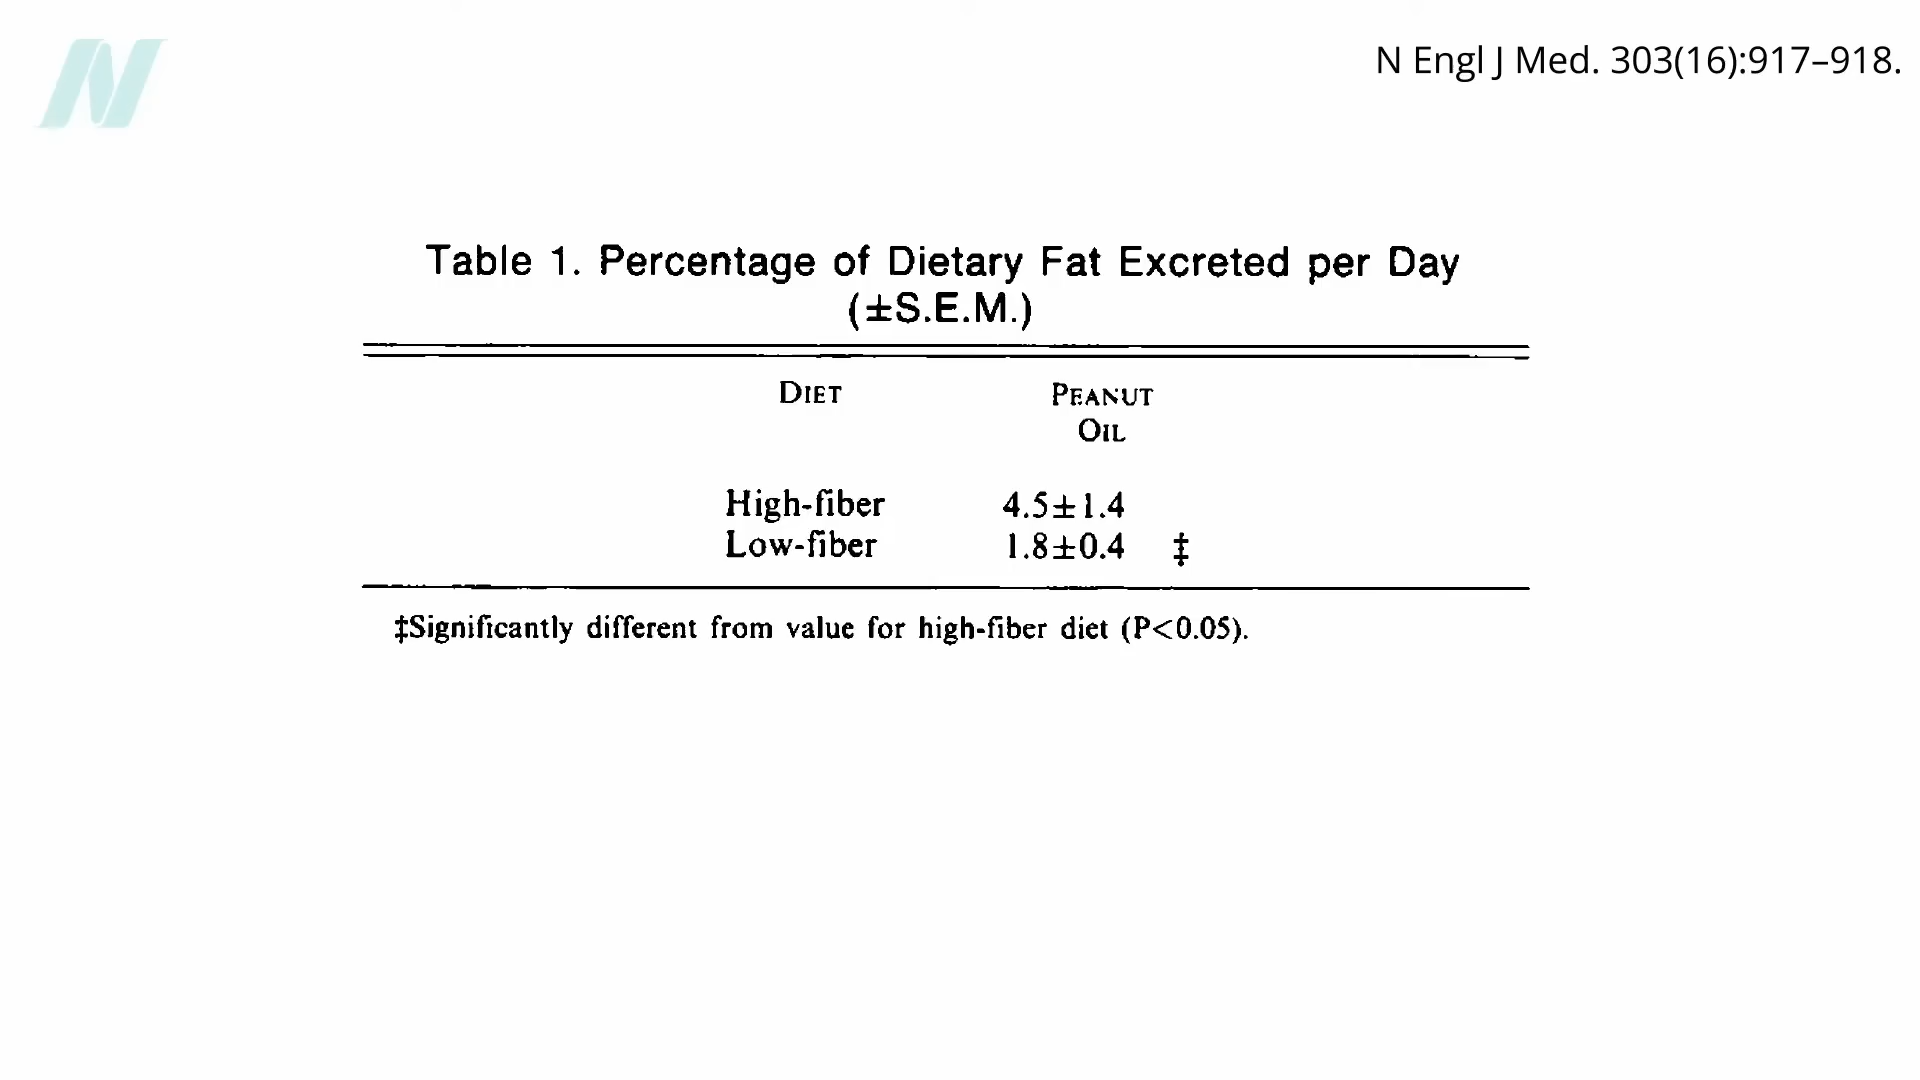 N Engl J Med. 303(16):917–918.
Table 1. Percentage of Dietary Fat Excreted per Day
(±S.E.M.)
DIET PEANUT
OIL
High-fiber 4.5±1.4
Low-fiber 1.8±0.4 ‡
‡Significantly different from value for high-fiber diet (P<0.05).